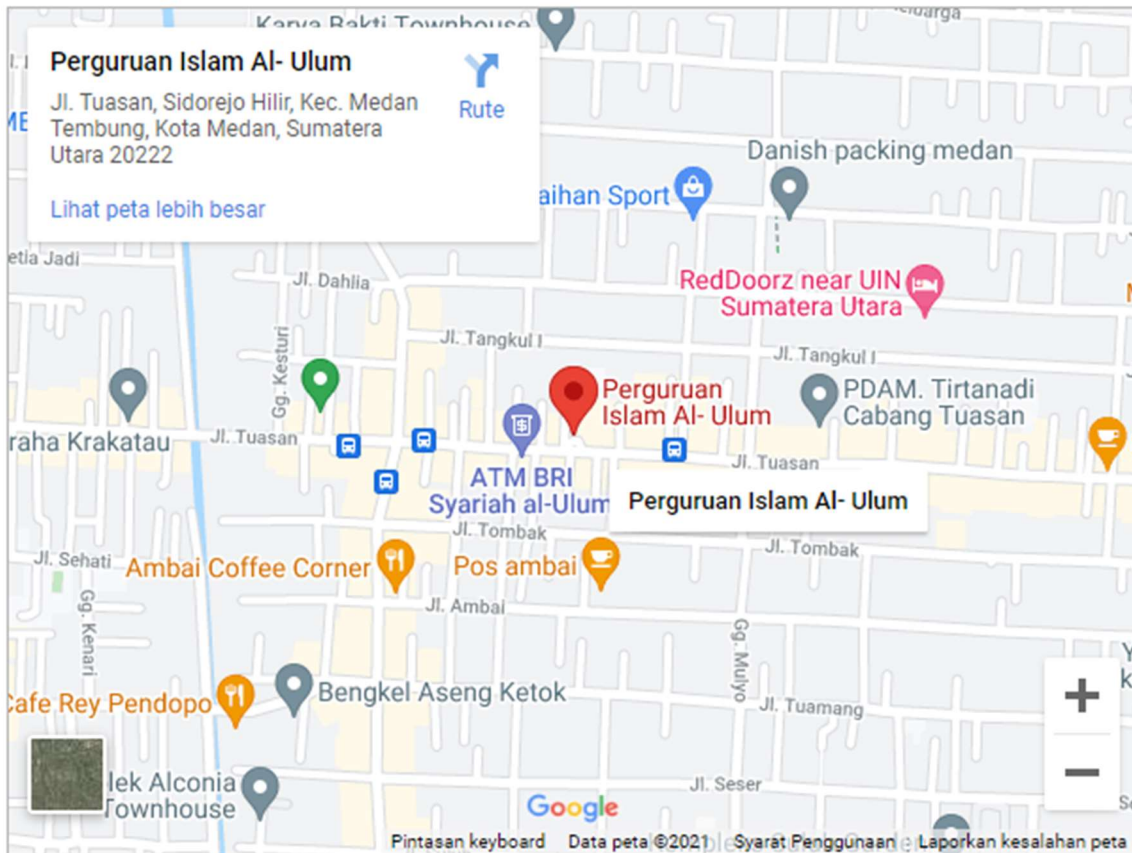 Karya Bakti Townhouse
Perguruan Islam Al- Ulum
Jl. Tuasan, Sidorejo Hilir, Kec. Medan
Tembung, Kota Medan, Sumatera
Utara 20222
Rute
Lihat peta lebih besar
Danish packing medan
aihan Sport
etia Jadi
Jl. Dahlia
RedDoorz near UIN
Sumatera Utara
Jl. Tangkul I
Jl. Tangkul I
Gg. Kesturi
Perguruan
Islam Al- Ulum
PDAM. Tirtanadi
Cabang Tuasan
raha Krakatau
Jl. Tuasan
Jl. Tuasan
ATM BRI
Syariah al-Ulum
Perguruan Islam Al- Ulum
Jl. Tombak
Jl. Tombak
Jl. Sehati
Ambai Coffee Corner
Pos ambai
Jl. Ambai
Gg. Kenari
Gg. Mulyo
Cafe Rey Pendopo
Bengkel Aseng Ketok
Jl. Tuamang
lek Alconia
Townhouse
Jl. Seser
Google
Pintasan keyboard
Data peta ©2021
Syarat Penggunaan
Laporkan kesalahan peta